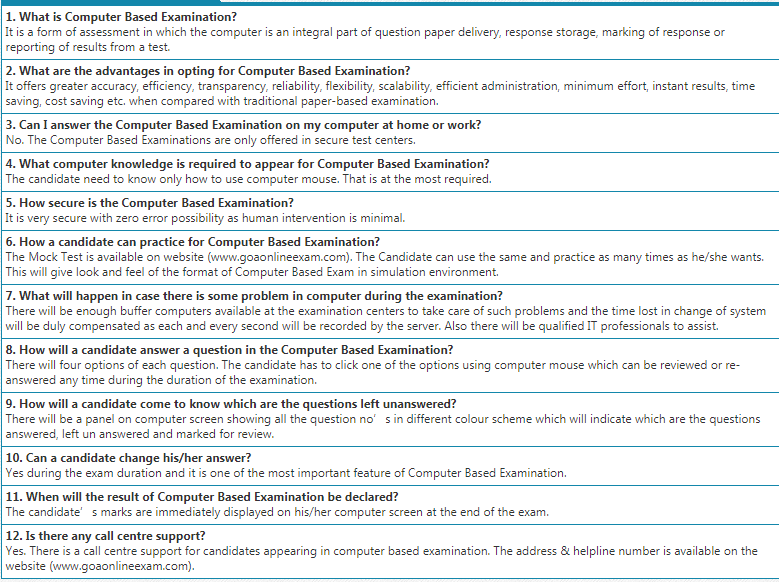 1. What is Computer Based Examination?
It is a form of assessment in which the computer is an integral part of question paper delivery, response storage, marking of response or
reporting of results from a test.
2. What are the advantages in opting for Computer Based Examination?
It offers greater accuracy, efficiency, transparency, reliability, flexibility, scalability, efficient administration, minimum effort, instant results, time
saving, cost saving etc. when compared with traditional paper-based examination.
3. Can I answer the Computer Based Examination on my computer at home or work?
No. The Computer Based Examinations are only offered in secure test centers.
4. What computer knowledge is required to appear for Computer Based Examination?
The candidate need to know only how to use computer mouse. That is at the most required.
5. How secure is the Computer Based Examination?
It is very secure with zero error possibility as human intervention is minimal.
6. How a candidate can practice for Computer Based Examination?
The Mock Test is available on website (www.goaonlineexam.com). The Candidate can use the same and practice as many times as he/she wants.
This will give look and feel of the format of Computer Based Exam in simulation environment.
7. What will happen in case there is some problem in computer during the examination?
There will be enough buffer computers available at the examination centers to take care of such problems and the time lost in change of system
will be duly compensated as each and every second will be recorded by the server. Also there will be qualified IT professionals to assist.
8. How will a candidate answer a question in the Computer Based Examination?
There will four options of each question. The candidate has to click one of the options using computer mouse which can be reviewed or re-
answered any time during the duration of the examination.
9. How will a candidate come to know which are the questions left unanswered?
There will be a panel on computer screen showing all the question no' s in different colour scheme which will indicate which are the questions
answered, left un answered and marked for review.
10. Can a candidate change his/her answer?
Yes during the exam duration and it is one of the most important feature of Computer Based Examination.
11. When will the result of Computer Based Examination be declared?
The candidate' s marks are immediately displayed on his/her computer screen at the end of the exam.
12. Is there any call centre support?
Yes. There is a call centre support for candidates appearing in computer based examination. The address & helpline number is available on the
website (www.goaonlineexam.com).